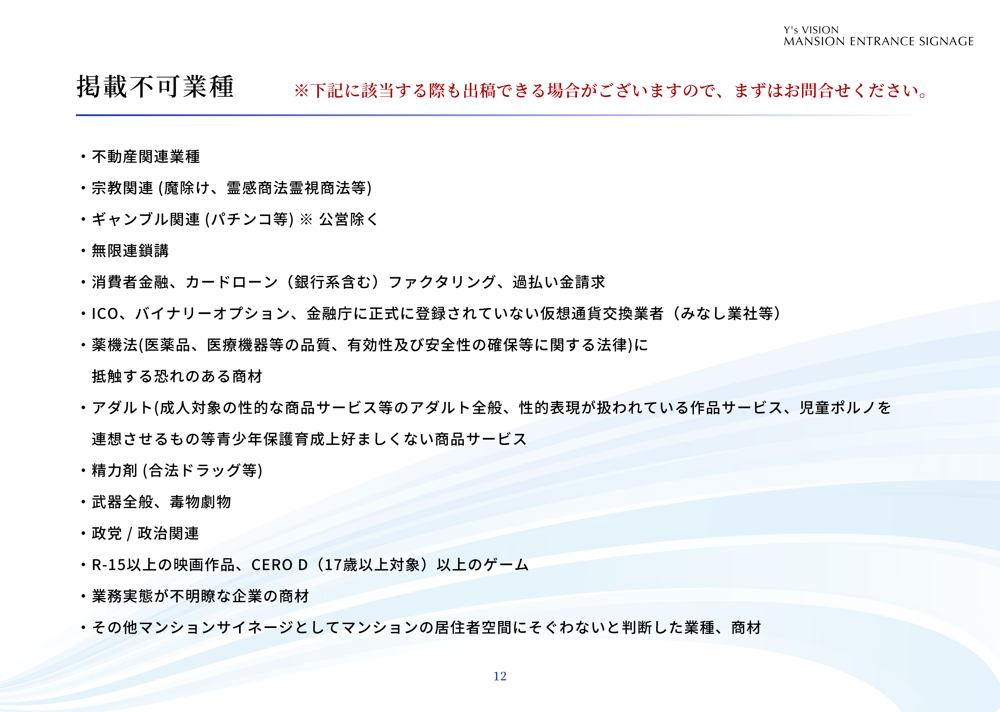 Y's VISION
MANSION ENTRANCE SIGNAGE
掲載不可業種
※下記に該当する際も出稿できる場合がございますので、まずはお問合せください。
・不動産関連業種
・宗教関連 (魔除け、霊感商法霊視商法等)
・ギャンブル関連 (パチンコ等) ※ 公営除く
・無限連鎖講
・消費者金融、カードローン（銀行系含む）ファクタリング、過払い金請求
・ICO、バイナリーオプション、金融庁に正式に登録されていない仮想通貨交換業者（みなし業社等）
・薬機法(医薬品、医療機器等の品質、有効性及び安全性の確保等に関する法律)に
抵触する恐れのある商材
・アダルト(成人対象の性的な商品サービス等のアダルト全般、性的表現が扱われている作品サービス、児童ポルノを
連想させるもの等青少年保護育成上好ましくない商品サービス
・精力剤 (合法ドラッグ等)
・武器全般、毒物劇物
・政党 / 政治関連
・R-15以上の映画作品、CERO D（17歳以上対象）以上のゲーム
・業務実態が不明瞭な企業の商材
・その他マンションサイネージとしてマンションの居住者空間にそぐわないと判断した業種、商材
12